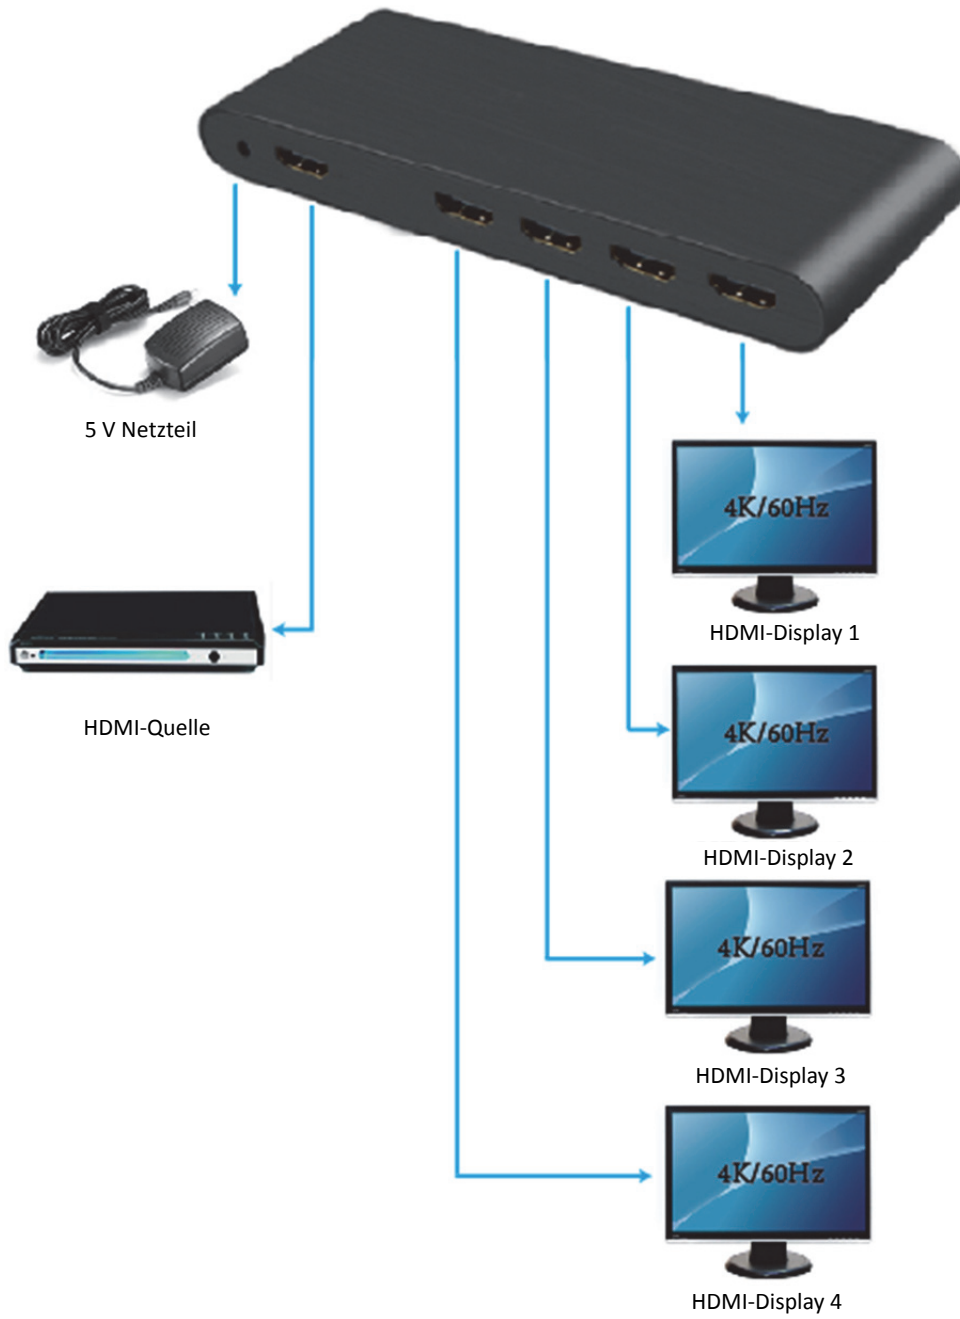 5 V Netzteil
4K/60Hz
HDMI-Display 1
HDMI-Quelle
4K/60Hz
HDMI-Display 2
4K/60Hz
HDMI-Display 3
4K/60Hz
HDMI-Display 4